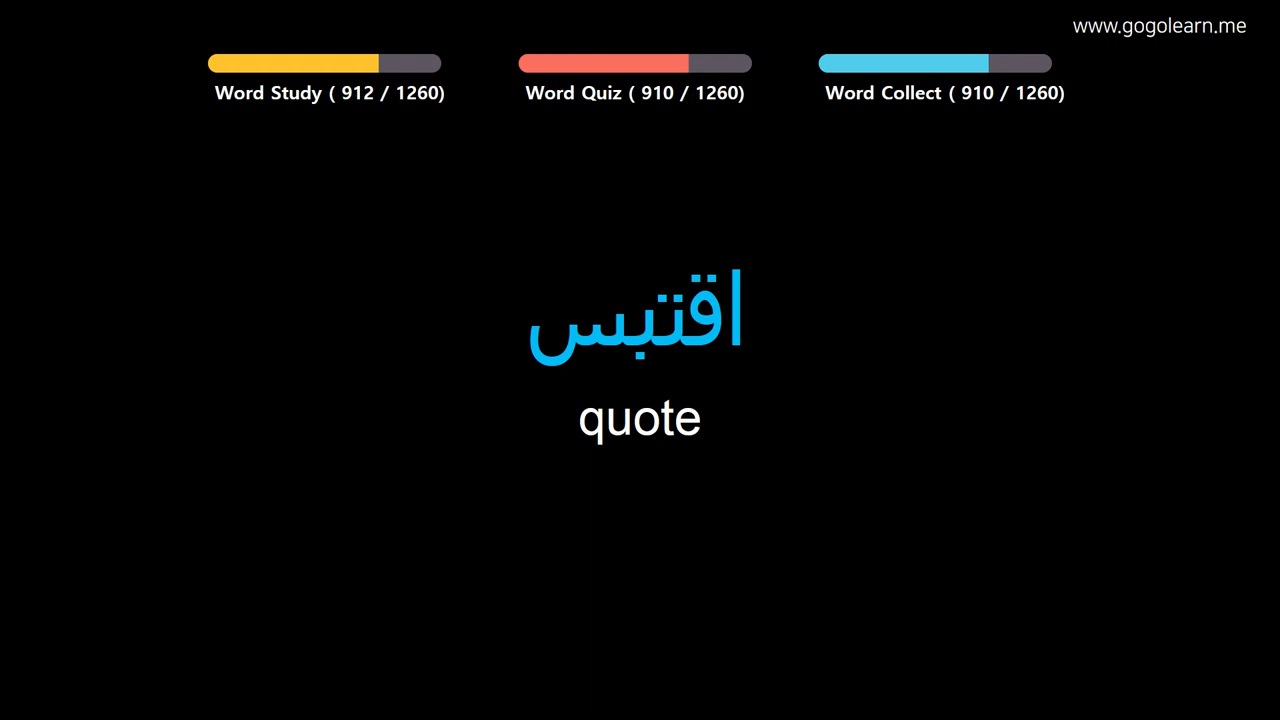 www.gogolearn.me
Word Study ( 912 / 1260)
Word Quiz ( 910 / 1260)
Word Collect ( 910 / 1260)
اقتبس
quote